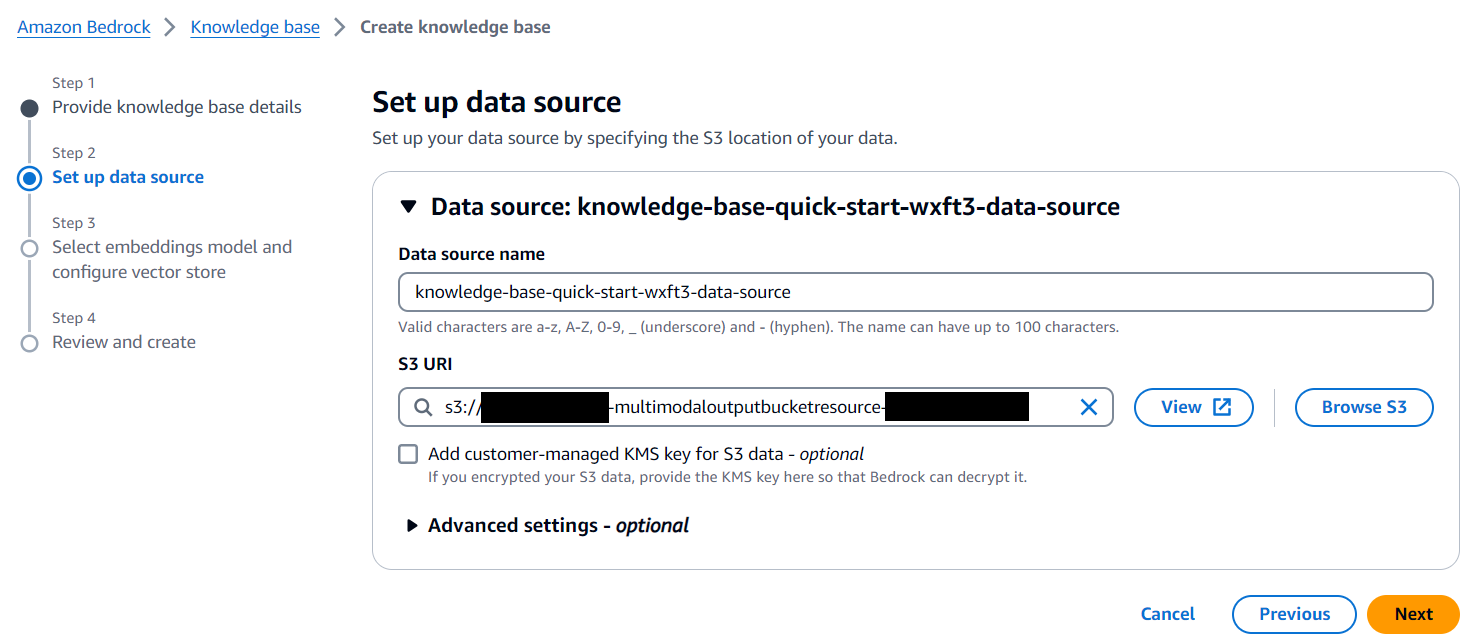 Amazon Bedrock > Knowledge base > Create knowledge base
Step 1
Provide knowledge base details
Step 2
Set up data source
Step 3
Select embeddings model and
configure vector store
Step 4
Review and create
Set up data source
Set up your data source by specifying the S3 location of your data.
Data source: knowledge-base-quick-start-wxft3-data-source
Data source name
knowledge-base-quick-start-wxft3-data-source
Valid characters are a-z, A-Z, 0-9, _ (underscore) and - (hyphen). The name can have up to 100 characters.
S3 URI
s3:// -multimodaloutputbucketresource- View Browse S3
Add customer-managed KMS key for S3 data - optional
If you encrypted your S3 data, provide the KMS key here so that Bedrock can decrypt it.
Advanced settings - optional
Cancel Previous Next